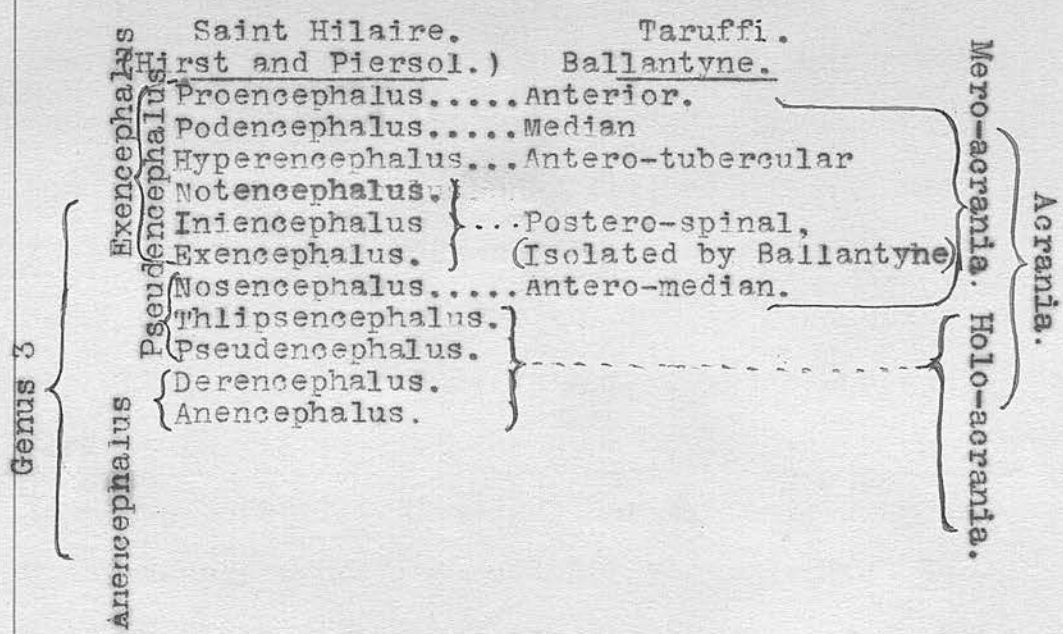 Saint Hilaire. Taruffi.
(Hirst and Piersol.) Ballantyne.
Proencephalus.....Anterior.
Podencephalus.....Median
Hyperencephalus...Antero-tubercular
Notencephalus.
Iniencephalus ....Postero-spinal,
Exencephalus. (Isolated by Ballantyne)
Nosencephalus.....Antero-median.
Thlipsencephalus.
Pseudencephalus.
Derencephalus.
Anencephalus.
Genus 3
Exencephalus
Pseudencephalus
Anencephalus
Mero-acrania.
Holo-acrania.
Acrania.